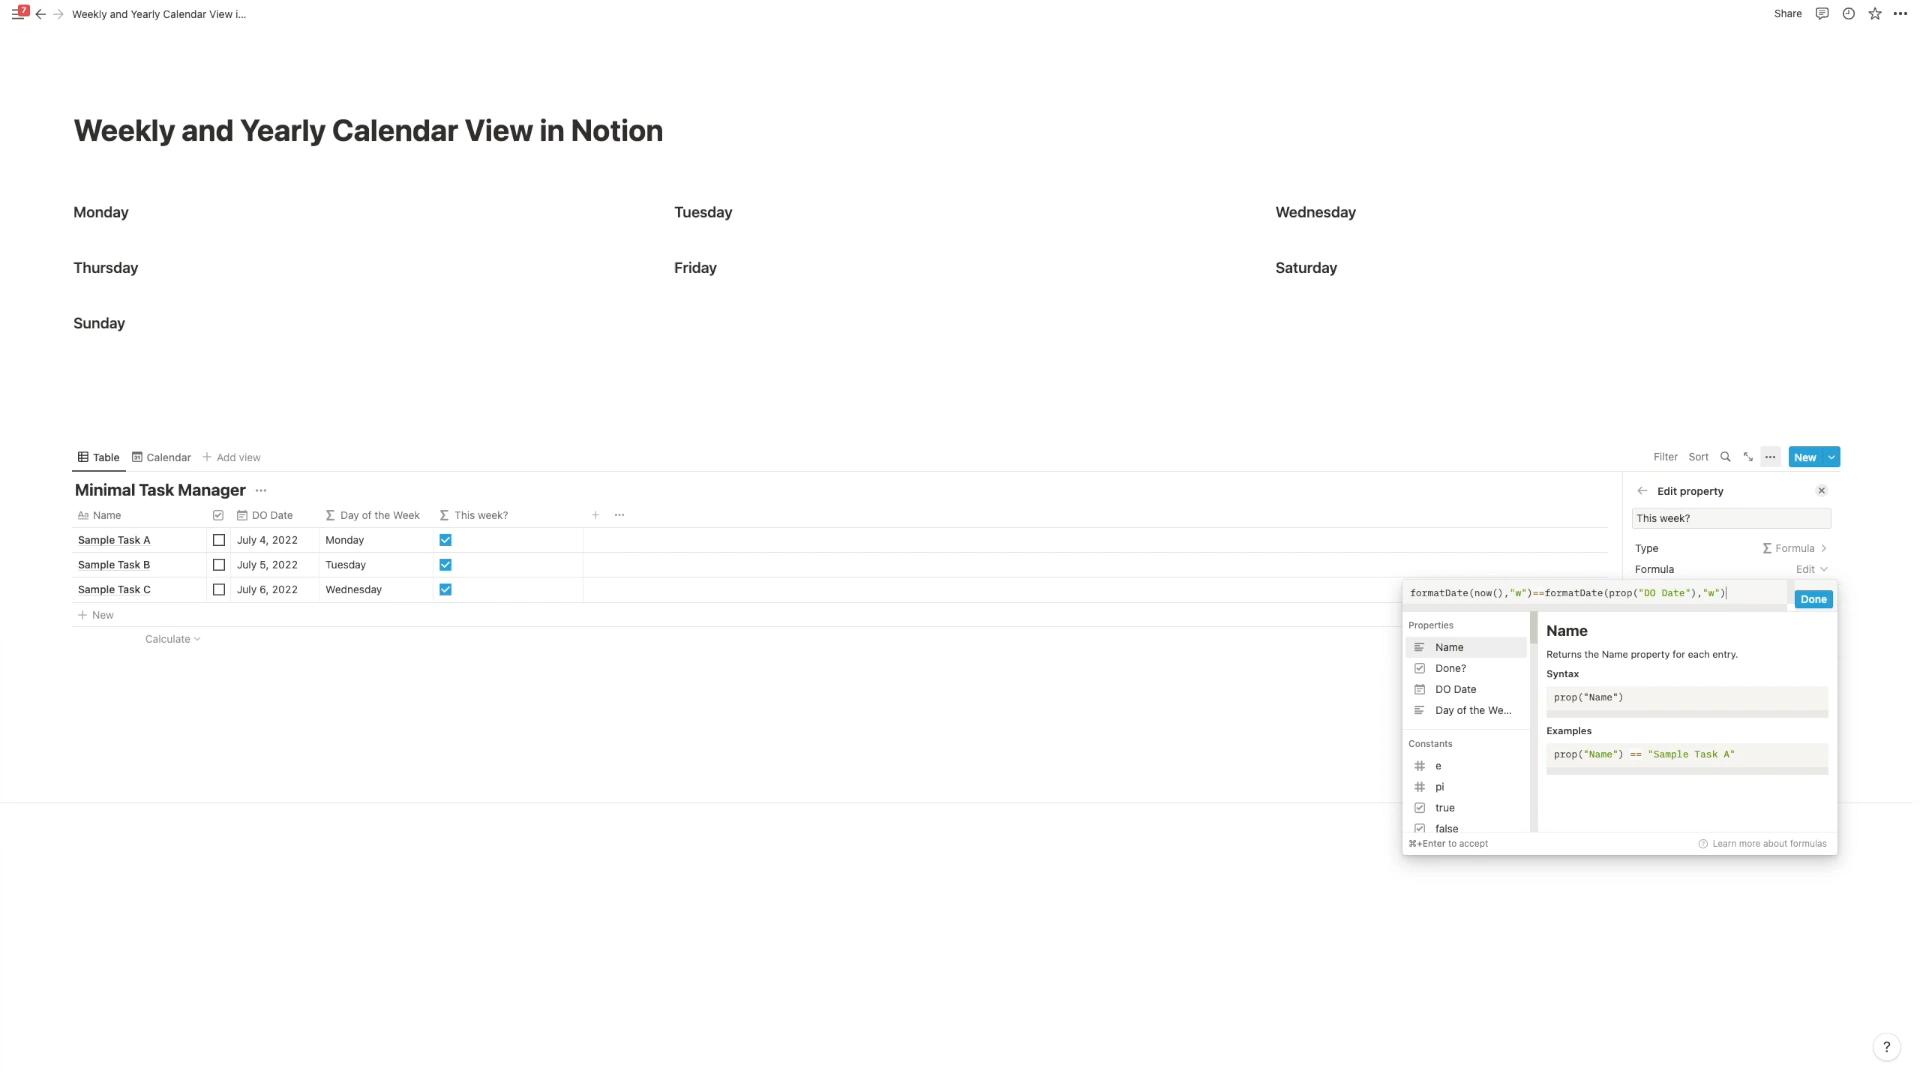 7
Weekly and Yearly Calendar View i...
Share
Weekly and Yearly Calendar View in Notion
Monday
Tuesday
Wednesday
Thursday
Friday
Saturday
Sunday
Table
31 Calendar
+ Add view
Filter
Sort
New
Minimal Task Manager
Aa Name
DO Date
Σ Day of the Week
Σ This week?
Sample Task A
July 4, 2022
Monday
Sample Task B
July 5, 2022
Tuesday
Sample Task C
July 6, 2022
Wednesday
+ New
Calculate
Edit property
This week?
Type
Σ Formula
Formula
Edit
formatDate(now(),"w")==formatDate(prop("DO Date"),"w")
Done
Properties
Name
Done?
DO Date
Day of the We...
Constants
e
pi
true
false
Name
Returns the Name property for each entry.
Syntax
prop("Name")
Examples
prop("Name") == "Sample Task A"
⌘+Enter to accept
? Learn more about formulas
?